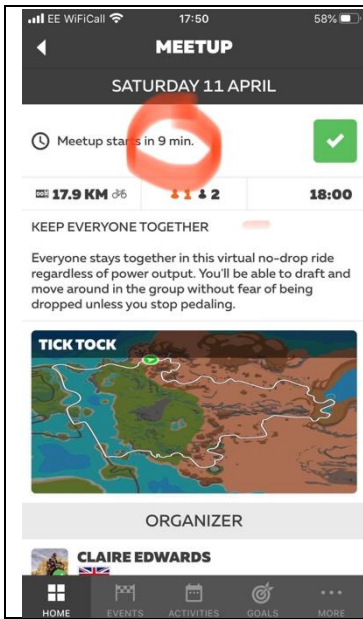 EE WiFiCall 17:50 58%
MEETUP
SATURDAY 11 APRIL
Meetup starts in 9 min.
17.9 KM 1 2 18:00
KEEP EVERYONE TOGETHER
Everyone stays together in this virtual no-drop ride
regardless of power output. You'll be able to draft and
move around in the group without fear of being
dropped unless you stop pedaling.
TICK TOCK
ORGANIZER
CLAIRE EDWARDS
HOME EVENTS ACTIVITIES GOALS MORE